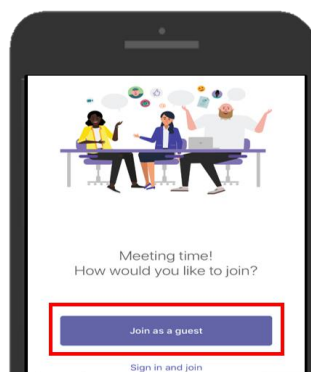 Meeting time!
How would you like to join?
Join as a guest
Sign in and join